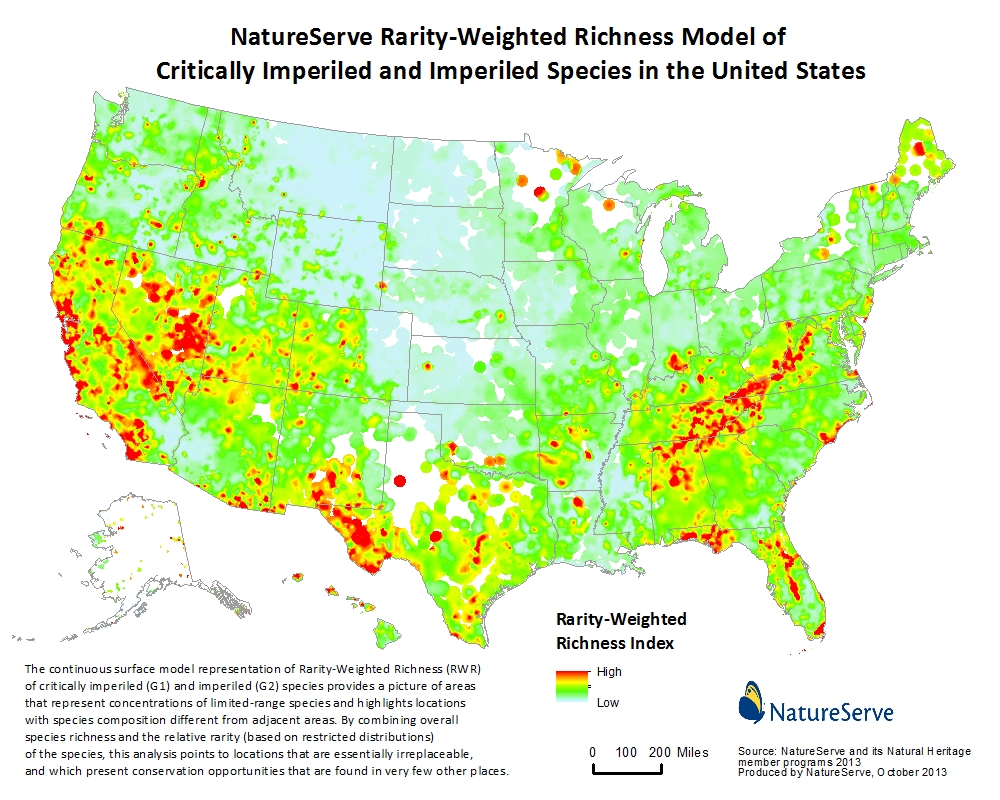 NatureServe Rarity-Weighted Richness Model of
Critically Imperiled and Imperiled Species in the United States
Rarity-Weighted
Richness Index
High
Low
The continuous surface model representation of Rarity-Weighted Richness (RWR)
of critically imperiled (G1) and imperiled (G2) species provides a picture of areas
that represent concentrations of limited-range species and highlights locations
with species composition different from adjacent areas. By combining overall
species richness and the relative rarity (based on restricted distributions)
of the species, this analysis points to locations that are essentially irreplaceable,
and which present conservation opportunities that are found in very few other places.
0 100 200 Miles
NatureServe
Source: NatureServe and its Natural Heritage
member programs 2013
Produced by NatureServe, October 2013